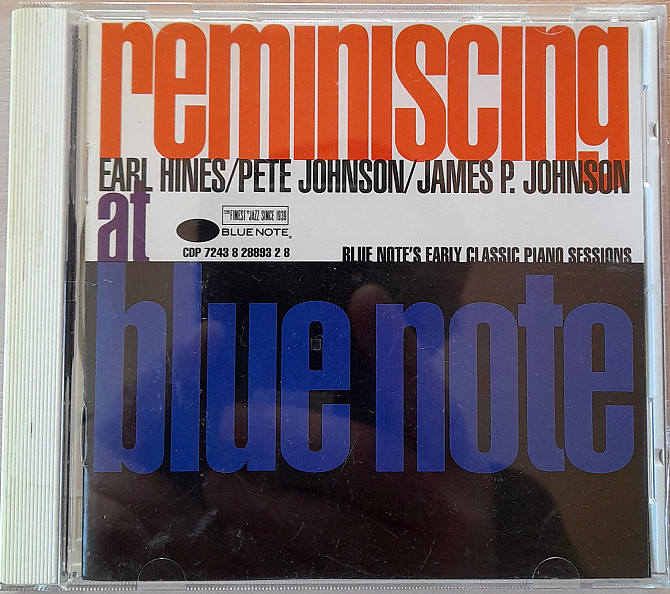 reminiscing
EARL HINES/PETE JOHNSON/JAMES P. JOHNSON
at
THE FINEST IN JAZZ SINCE 1939
BLUE NOTE
CDP 7243 8 28893 2 8
BLUE NOTE'S EARLY CLASSIC PIANO SESSIONS
blue note